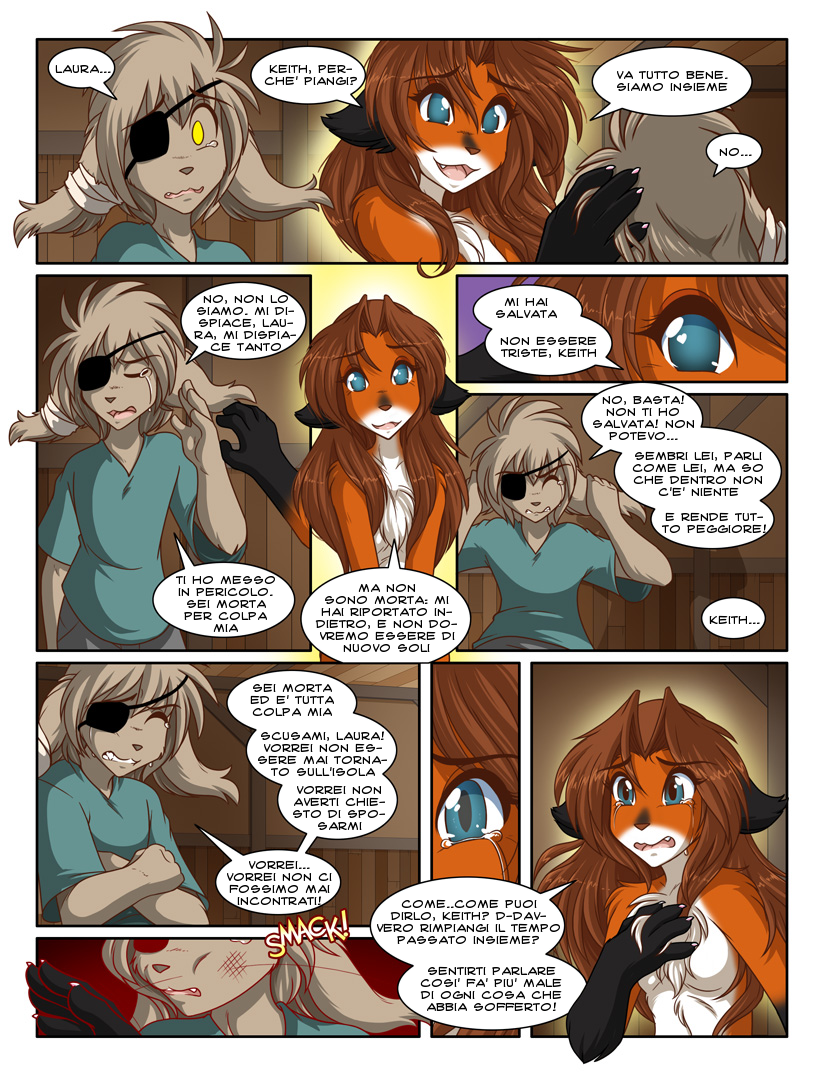 LAURA...
KEITH, PER-
CHE' PIANGI?
VA TUTTO BENE.
SIAMO INSIEME
NO...
NO, NON LO
SIAMO. MI DI-
SPIACE, LAU-
RA, MI DISPIA-
CE TANTO
TI HO MESSO
IN PERICOLO.
SEI MORTA
PER COLPA
MIA
MA NON
SONO MORTA: MI
HAI RIPORTATO IN-
DIETRO, E NON DO-
VREMO ESSERE DI
NUOVO SOLI
MI HAI
SALVATA
NON ESSERE
TRISTE, KEITH
NO, BASTA!
NON TI HO
SALVATA! NON
POTEVO...
SEMBRI LEI, PARLI
COME LEI, MA SO
CHE DENTRO NON
C'E' NIENTE
E RENDE TUT-
TO PEGGIORE!
KEITH...
SEI MORTA
ED E' TUTTA
COLPA MIA
SCUSAMI, LAURA!
VORREI NON ES-
SERE MAI TORNA-
TO SULL'ISOLA
VORREI NON
AVERTI CHIE-
STO DI SPO-
SARMI
VORREI...
VORREI NON CI
FOSSIMO MAI
INCONTRATI!
COME..COME PUOI
DIRLO, KEITH? D-DAV-
VERO RIMPIANGI IL TEMPO
PASSATO INSIEME?
SENTIRTI PARLARE
COSI' FA' PIU' MALE
DI OGNI COSA CHE
ABBIA SOFFERTO!
SMACK!